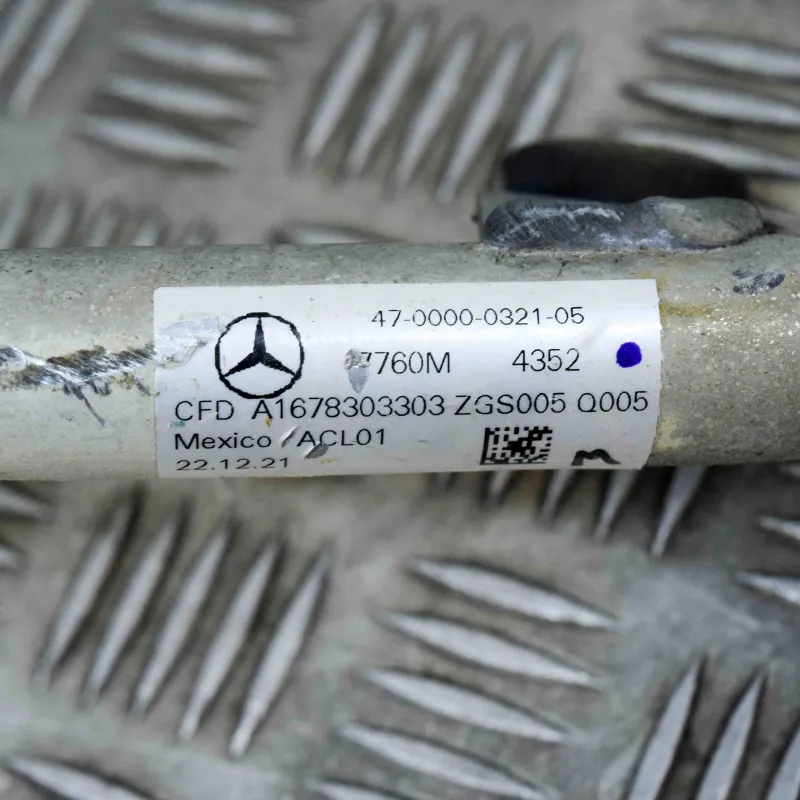 47-0000-0321-05
4352
CFD A1678303303 ZGS005 Q005
Mexico /ACL01
22.12.21
M